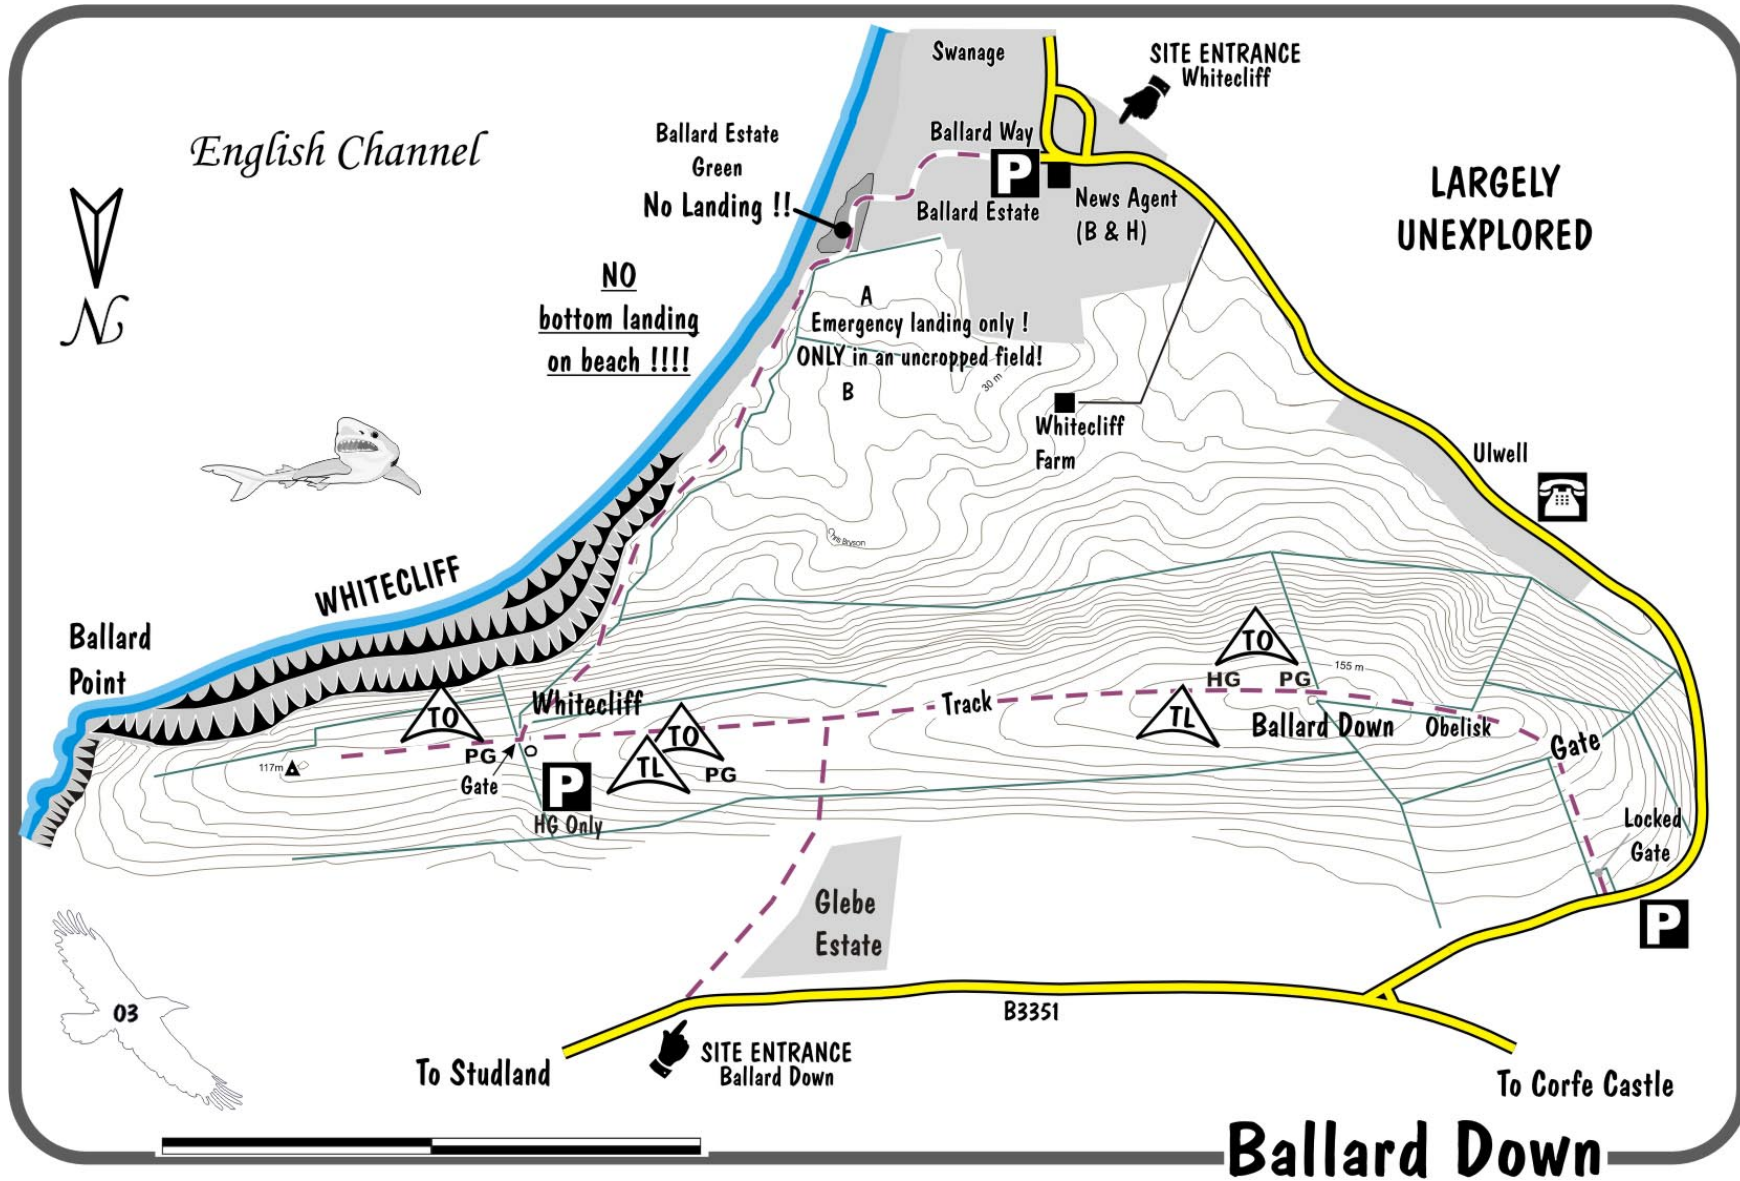 Swanage
SITE ENTRANCE
Whitecliff
English Channel
Ballard Estate
Green
No Landing !!
Ballard Way
P
Ballard Estate
News Agent
(B & H)
LARGELY
UNEXPLORED
N
NO
bottom landing
on beach !!!!
A
Emergency landing only !
ONLY in an uncropped field!
B
30 m
Whitecliff
Farm
Ulwell
Chris Bryson
WHITECLIFF
Ballard
Point
TO
HG PG
155 m
Whitecliff
TO
PG
Gate
117m
P
HG Only
TO
TL
PG
Track
TL
Ballard Down
Obelisk
Gate
Locked
Gate
P
Glebe
Estate
03
B3351
To Studland
SITE ENTRANCE
Ballard Down
To Corfe Castle
Ballard Down